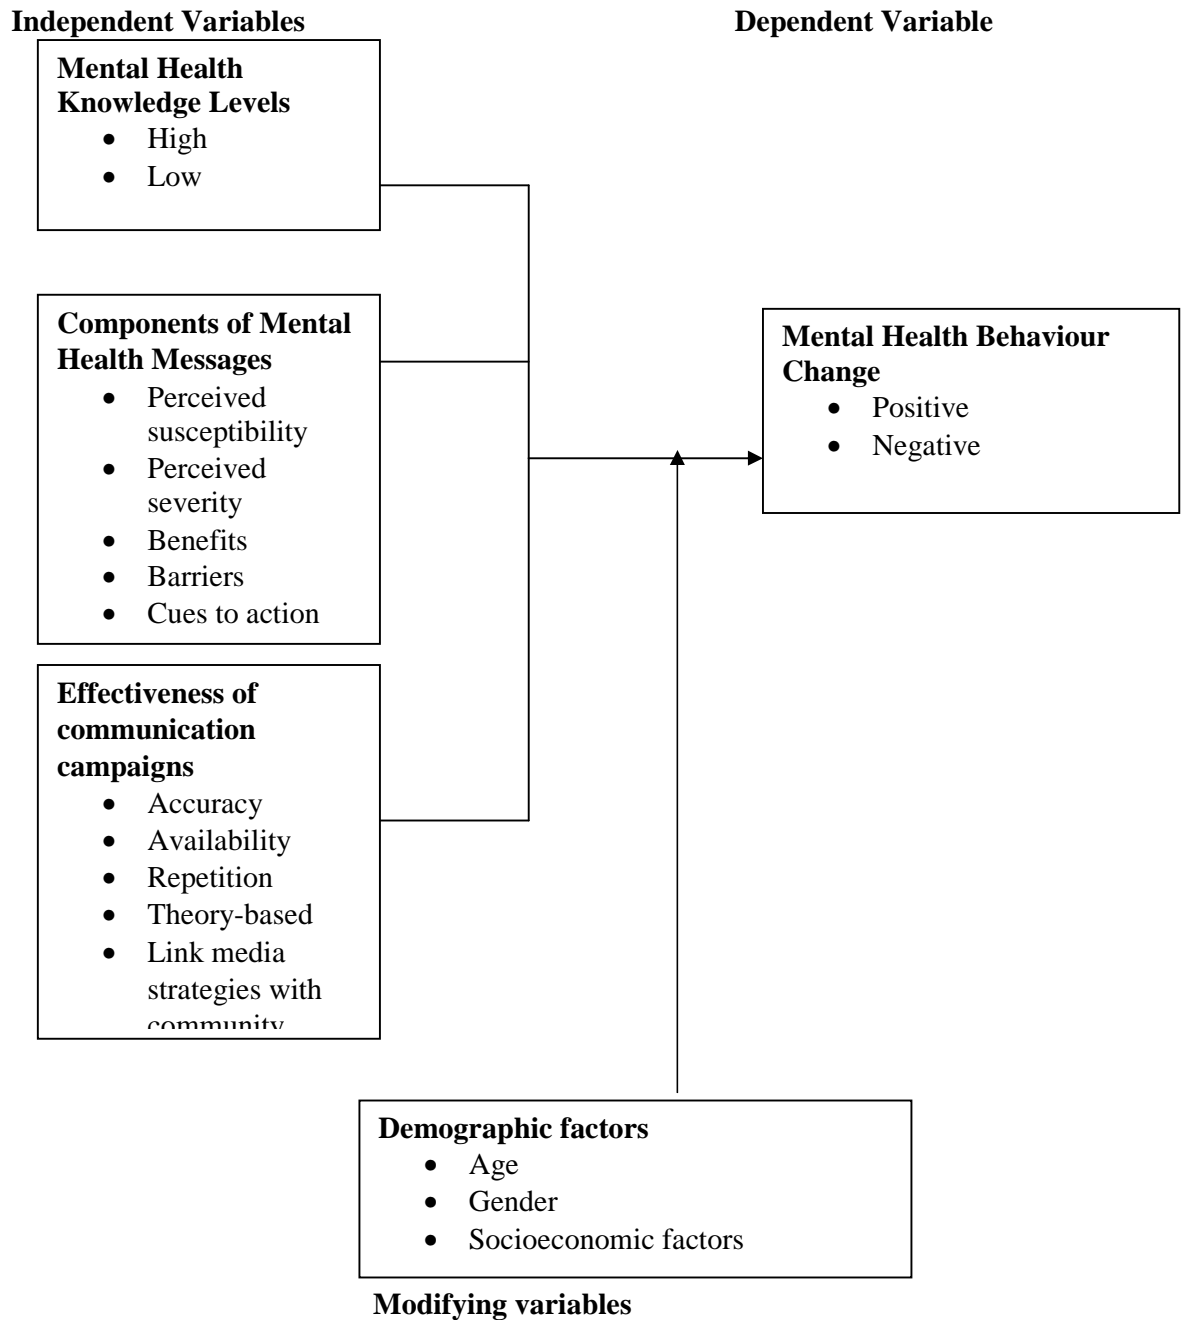 Independent Variables
Dependent Variable
Mental Health
Knowledge Levels
• High
• Low
Components of Mental
Health Messages
• Perceived
susceptibility
• Perceived
severity
• Benefits
• Barriers
• Cues to action
Effectiveness of
communication
campaigns
• Accuracy
• Availability
• Repetition
• Theory-based
• Link media
strategies with
community
Mental Health Behaviour
Change
• Positive
• Negative
Demographic factors
• Age
• Gender
• Socioeconomic factors
Modifying variables